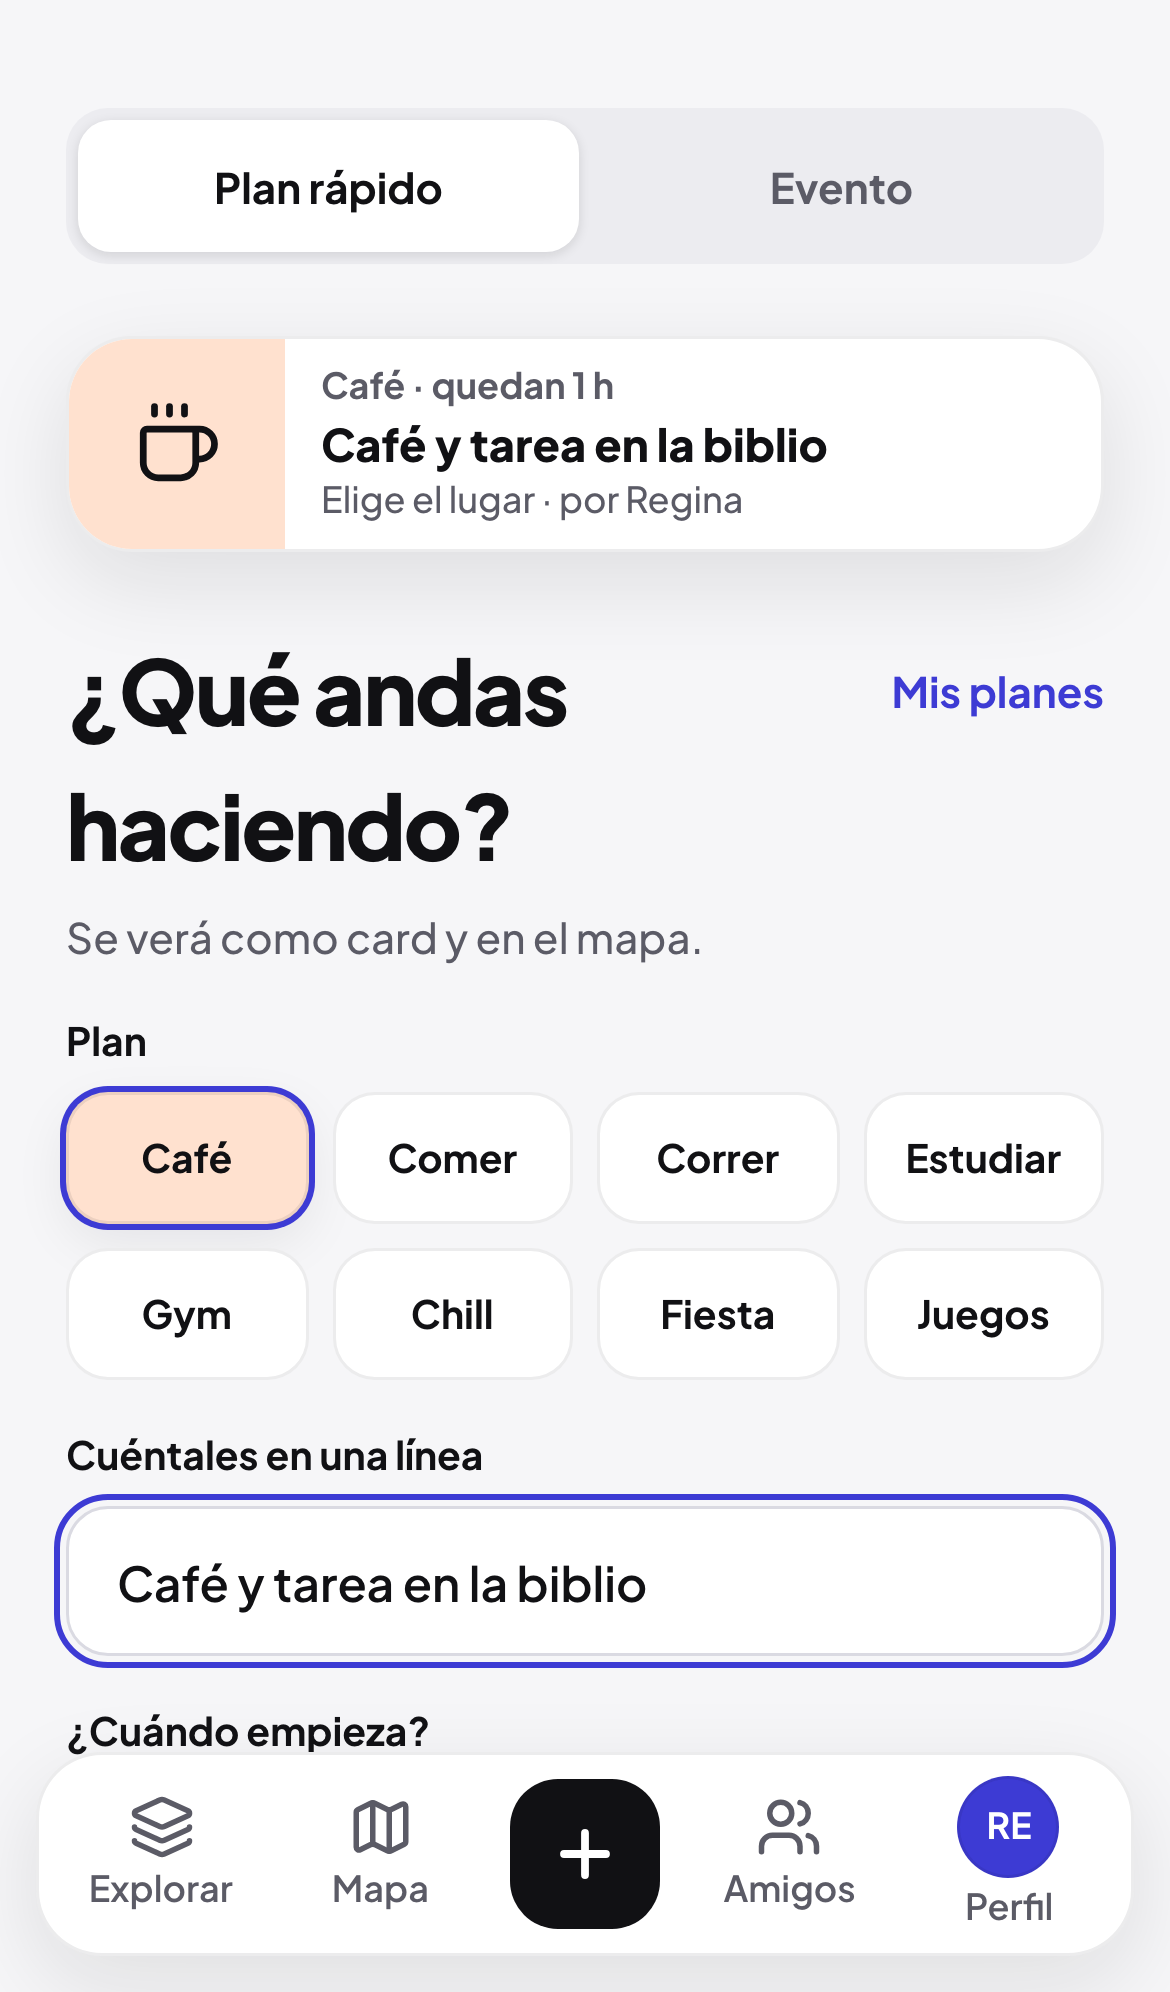 Plan rápido
Evento
Café · quedan 1 h
Café y tarea en la biblio
Elige el lugar · por Regina
¿Qué andas
haciendo?
Mis planes
Se verá como card y en el mapa.
Plan
Café
Comer
Correr
Estudiar
Gym
Chill
Fiesta
Juegos
Cuéntales en una línea
Café y tarea en la biblio
¿Cuándo empieza?
Explorar
Mapa
Amigos
RE
Perfil